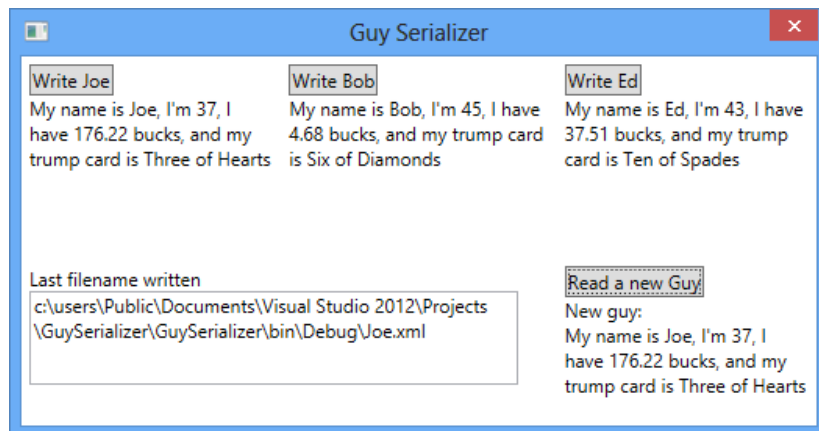 Guy Serializer
Write Joe
My name is Joe, I'm 37, I
have 176.22 bucks, and my
trump card is Three of Hearts
Write Bob
My name is Bob, I'm 45, I have
4.68 bucks, and my trump card
is Six of Diamonds
Write Ed
My name is Ed, I'm 43, I have
37.51 bucks, and my trump
card is Ten of Spades
Last filename written
c:\users\Public\Documents\Visual Studio 2012\Projects
\GuySerializer\GuySerializer\bin\Debug\Joe.xml
Read a new Guy
New guy:
My name is Joe, I'm 37, I
have 176.22 bucks, and my
trump card is Three of Hearts